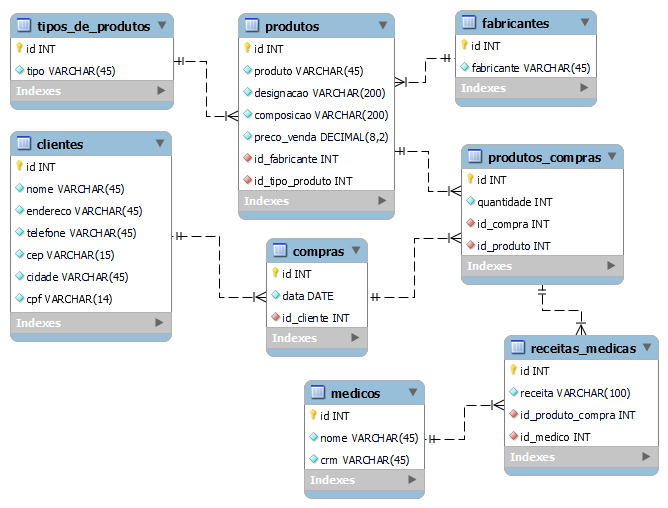 tipos_de_produtos
id INT
tipo VARCHAR(45)
Indexes
produtos
id INT
produto VARCHAR(45)
designacao VARCHAR(200)
composicao VARCHAR(200)
preco_venda DECIMAL(8,2)
id_fabricante INT
id_tipo_produto INT
Indexes
fabricantes
id INT
fabricante VARCHAR(45)
Indexes
clientes
id INT
nome VARCHAR(45)
endereco VARCHAR(45)
telefone VARCHAR(45)
cep VARCHAR(15)
cidade VARCHAR(45)
cpf VARCHAR(14)
Indexes
produtos_compras
id INT
quantidade INT
id_compra INT
id_produto INT
Indexes
compras
id INT
data DATE
id_cliente INT
Indexes
receitas_medicas
id INT
receita VARCHAR(100)
id_produto_compra INT
id_medico INT
Indexes
medicos
id INT
nome VARCHAR(45)
crm VARCHAR(45)
Indexes